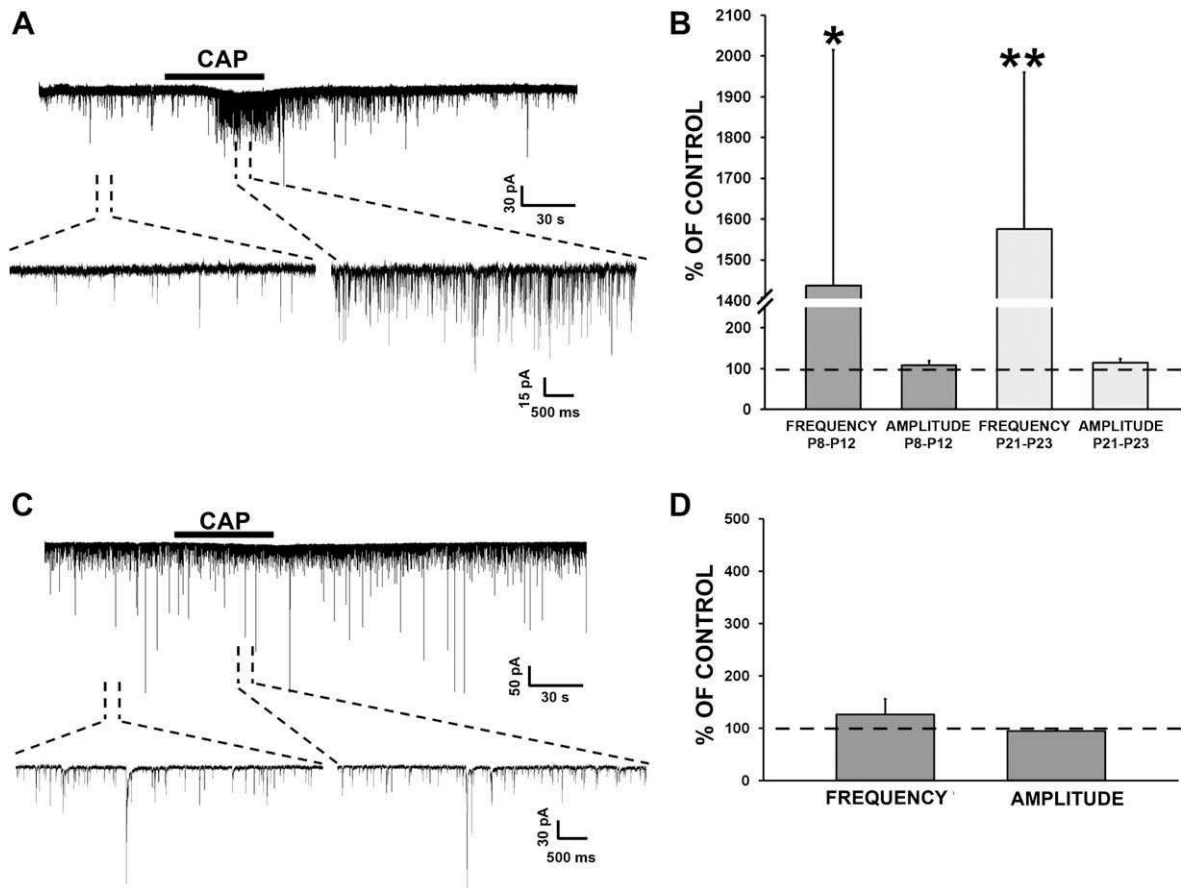 A
CAP
30 pA
30 s
15 pA
500 ms
B
% OF CONTROL
2100
2000
1900
1800
1700
1600
1500
1400
200
100
0
*
**
FREQUENCY
P8-P12
AMPLITUDE
P8-P12
FREQUENCY
P21-P23
AMPLITUDE
P21-P23
C
CAP
50 pA
30 s
30 pA
500 ms
D
% OF CONTROL
500
400
300
200
100
0
FREQUENCY
AMPLITUDE